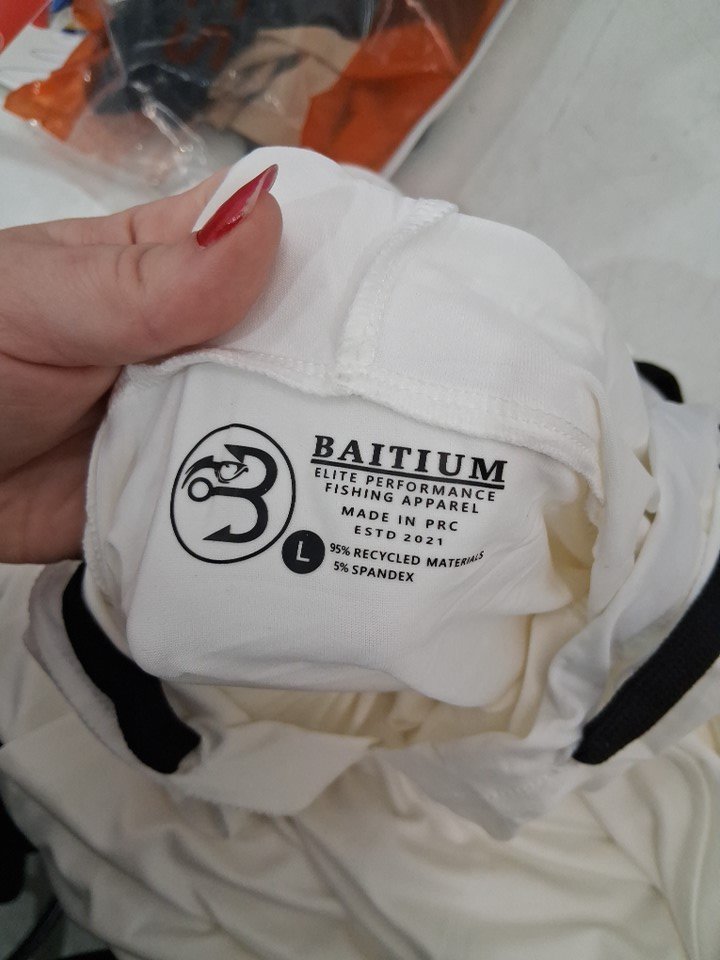 BAITIUM
ELITE PERFORMANCE
FISHING APPAREL
MADE IN PRC
ESTD 2021
L
95% RECYCLED MATERIALS
5% SPANDEX